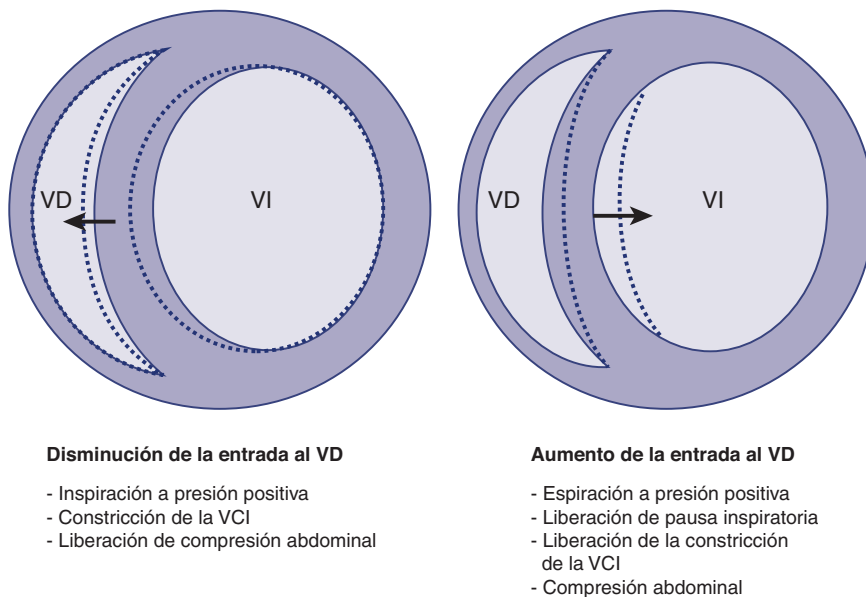 VD
VI
VD
VI
Disminución de la entrada al VD
- Inspiración a presión positiva
- Constricción de la VCI
- Liberación de compresión abdominal
Aumento de la entrada al VD
- Espiración a presión positiva
- Liberación de pausa inspiratoria
- Liberación de la constricción
de la VCI
- Compresión abdominal